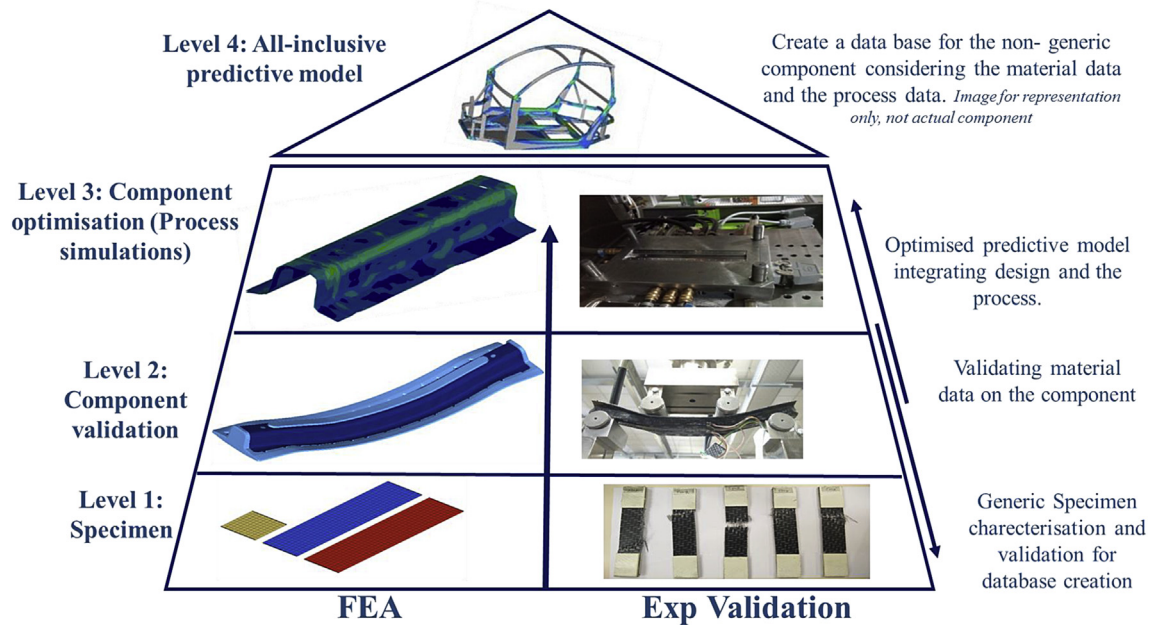 Level 4: All-inclusive
predictive model
Create a data base for the non- generic
component considering the material data
and the process data. Image for representation
only, not actual component
Level 3: Component
optimisation (Process
simulations)
Optimised predictive model
integrating design and the
process.
Level 2:
Component
validation
Validating material
data on the component
Level 1:
Specimen
Generic Specimen
charecterisation and
validation for
database creation
FEA
Exp Validation